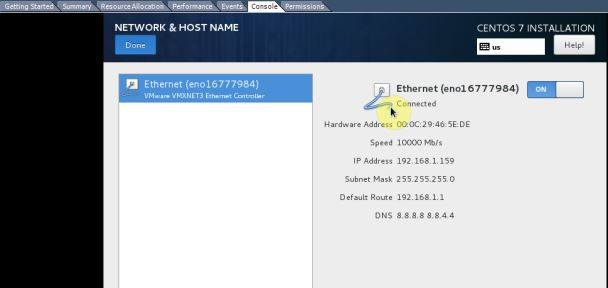 Getting Started Summary Resource Allocation Performance Events Console Permissions
NETWORK & HOST NAME
CENTOS 7 INSTALLATION
Done
us
Help!
Ethernet (eno16777984)
VMware VMXNET3 Ethernet Controller
Ethernet (eno16777984)
Connected
ON
Hardware Address 00:0C:29:46:5E:DE
Speed 10000 Mb/s
IP Address 192.168.1.159
Subnet Mask 255.255.255.0
Default Route 192.168.1.1
DNS 8.8.8.8 8.8.4.4